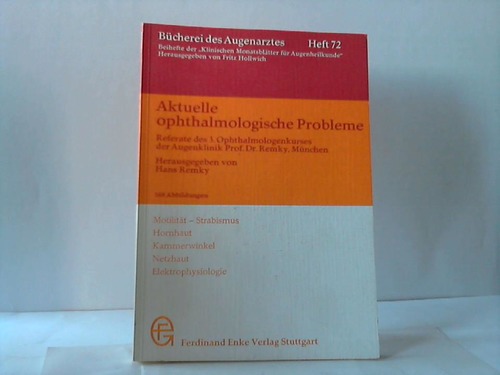 Bücherei des Augenarztes Heft 72
Beihefte der „Klinischen Monatsblätter für Augenheilkunde"
Herausgegeben von Fritz Hollwich
Aktuelle
ophthalmologische Probleme
Referate des 3. Ophthalmologenkurses
der Augenklinik Prof. Dr. Remky, München
Herausgegeben von
Hans Remky
Abbildungen
Motilität – Strabismus
Hornhaut
Kammerwinkel
Netzhaut
Elektrophysiologie
Ferdinand Enke Verlag Stuttgart